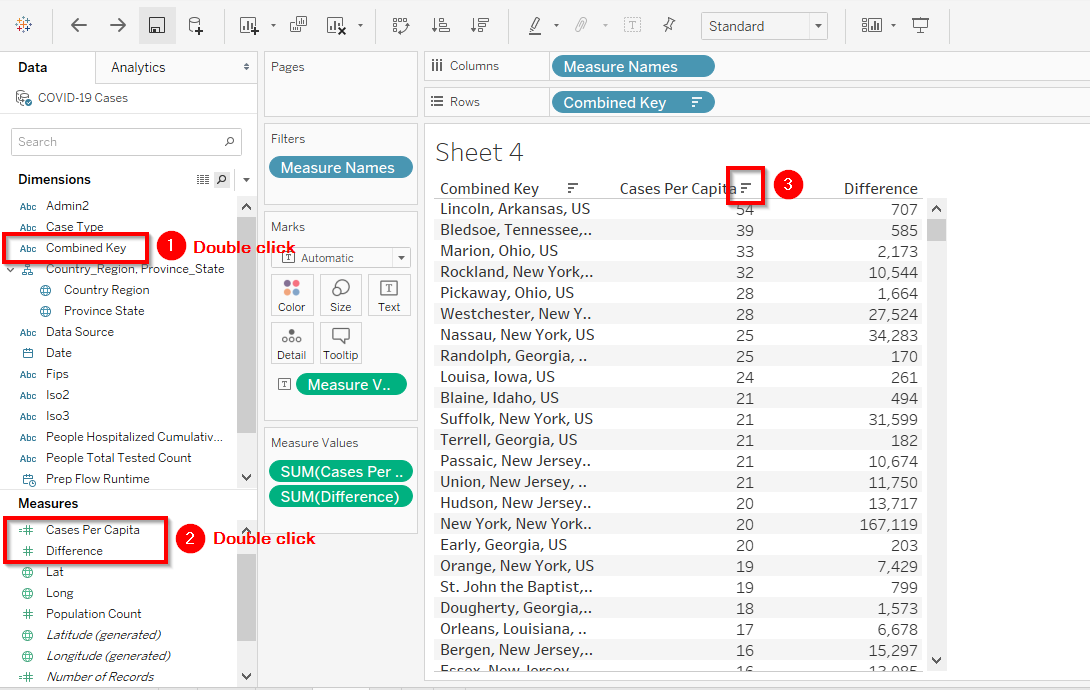 Standard
Data
Analytics
COVID-19 Cases
Search
Dimensions
Abc Admin2
Abc Case Type
Abc Combined Key
1 Double click
Country_Region, Province_State
Country Region
Province State
Abc Data Source
Date
Abc Fips
Abc Iso2
Abc Iso3
Abc People Hospitalized Cumulativ...
Abc People Total Tested Count
Prep Flow Runtime
Measures
Cases Per Capita
Difference
2 Double click
Lat
Long
Population Count
Latitude (generated)
Longitude (generated)
Number of Records
Pages
Filters
Measure Names
Marks
T Automatic
Color
Size
T Text
Detail
Tooltip
T Measure V..
Measure Values
SUM(Cases Per ..
SUM(Difference)
Columns Measure Names
Rows Combined Key
Sheet 4
Combined Key Cases Per Capita 3 Difference
Lincoln, Arkansas, US 54 707
Bledsoe, Tennessee,.. 39 585
Marion, Ohio, US 33 2,173
Rockland, New York,.. 32 10,544
Pickaway, Ohio, US 28 1,664
Westchester, New Y.. 28 27,524
Nassau, New York, US 25 34,283
Randolph, Georgia, .. 25 170
Louisa, Iowa, US 24 261
Blaine, Idaho, US 21 494
Suffolk, New York, US 21 31,599
Terrell, Georgia, US 21 182
Passaic, New Jersey.. 21 10,674
Union, New Jersey, .. 21 11,750
Hudson, New Jersey.. 20 13,717
New York, New York.. 20 167,119
Early, Georgia, US 20 203
Orange, New York, US 19 7,429
St. John the Baptist,.. 19 799
Dougherty, Georgia,.. 18 1,573
Orleans, Louisiana, .. 17 6,678
Bergen, New Jersey,.. 16 15,297
Essex, New Jersey, 16 13,085